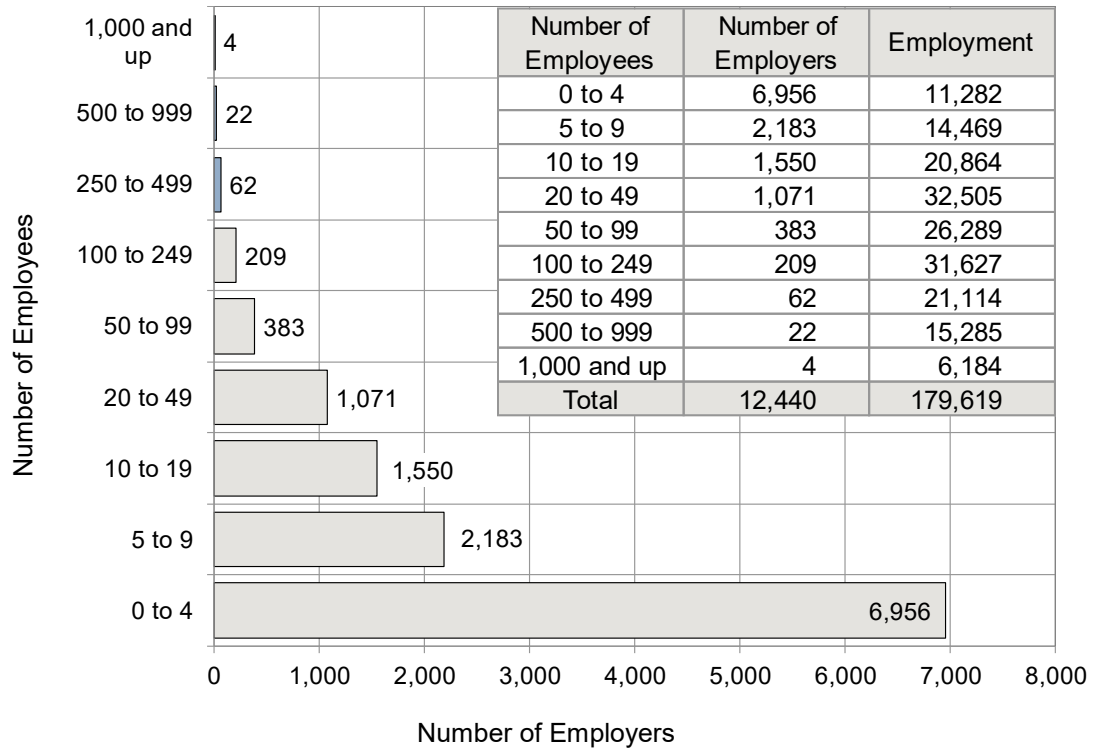 1,000 and
up
4
500 to 999
22
250 to 499
62
100 to 249
209
50 to 99
383
20 to 49
1,071
10 to 19
1,550
5 to 9
2,183
0 to 4
6,956
Number of Employees
0 1,000 2,000 3,000 4,000 5,000 6,000 7,000 8,000
Number of Employers
Number of Employees Number of Employers Employment
0 to 4 6,956 11,282
5 to 9 2,183 14,469
10 to 19 1,550 20,864
20 to 49 1,071 32,505
50 to 99 383 26,289
100 to 249 209 31,627
250 to 499 62 21,114
500 to 999 22 15,285
1,000 and up 4 6,184
Total 12,440 179,619